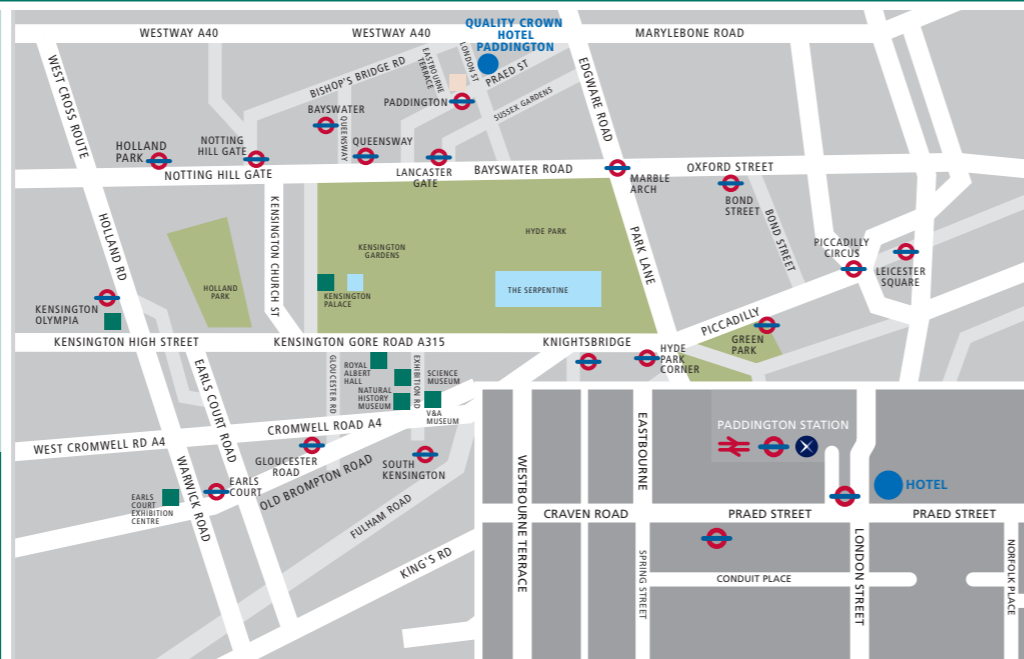 QUALITY CROWN
HOTEL
PADDINGTON
WESTWAY A40
WESTWAY A40
MARYLEBONE ROAD
WEST CROSS ROUTE
BISHOP'S BRIDGE RD
EASTBOURNE
TERRACE
LONDON ST
PRAED ST
EDGWARE ROAD
SUSSEX GARDENS
PADDINGTON
BAYSWATER
QUEENSWAY
QUEENSWAY
HOLLAND
PARK
NOTTING
HILL GATE
NOTTING HILL GATE
LANCASTER
GATE
BAYSWATER ROAD
MARBLE
ARCH
OXFORD STREET
BOND
STREET
BOND STREET
HOLLAND RD
KENSINGTON CHURCH ST
HYDE PARK
KENSINGTON
GARDENS
PARK LANE
PICCADILLY
CIRCUS
LEICESTER
SQUARE
HOLLAND
PARK
KENSINGTON
PALACE
THE SERPENTINE
KENSINGTON
OLYMPIA
PICCADILLY
GREEN
PARK
KENSINGTON HIGH STREET
KENSINGTON GORE ROAD A315
KNIGHTSBRIDGE
HYDE
PARK
CORNER
EARLS COURT ROAD
GLOUCESTER RD
ROYAL
ALBERT
HALL
EXHIBITION RD
SCIENCE
MUSEUM
NATURAL
HISTORY
MUSEUM
V&A
MUSEUM
CROMWELL ROAD A4
WEST CROMWELL RD A4
WARWICK ROAD
GLOUCESTER
ROAD
OLD BROMPTON ROAD
SOUTH
KENSINGTON
EARLS
COURT
EARLS
COURT
EXHIBITION
CENTRE
FULHAM ROAD
KING'S RD
EASTBOURNE
PADDINGTON STATION
HOTEL
WESTBOURNE TERRACE
CRAVEN ROAD
PRAED STREET
PRAED STREET
SPRING STREET
CONDUIT PLACE
LONDON STREET
NORFOLK PLACE